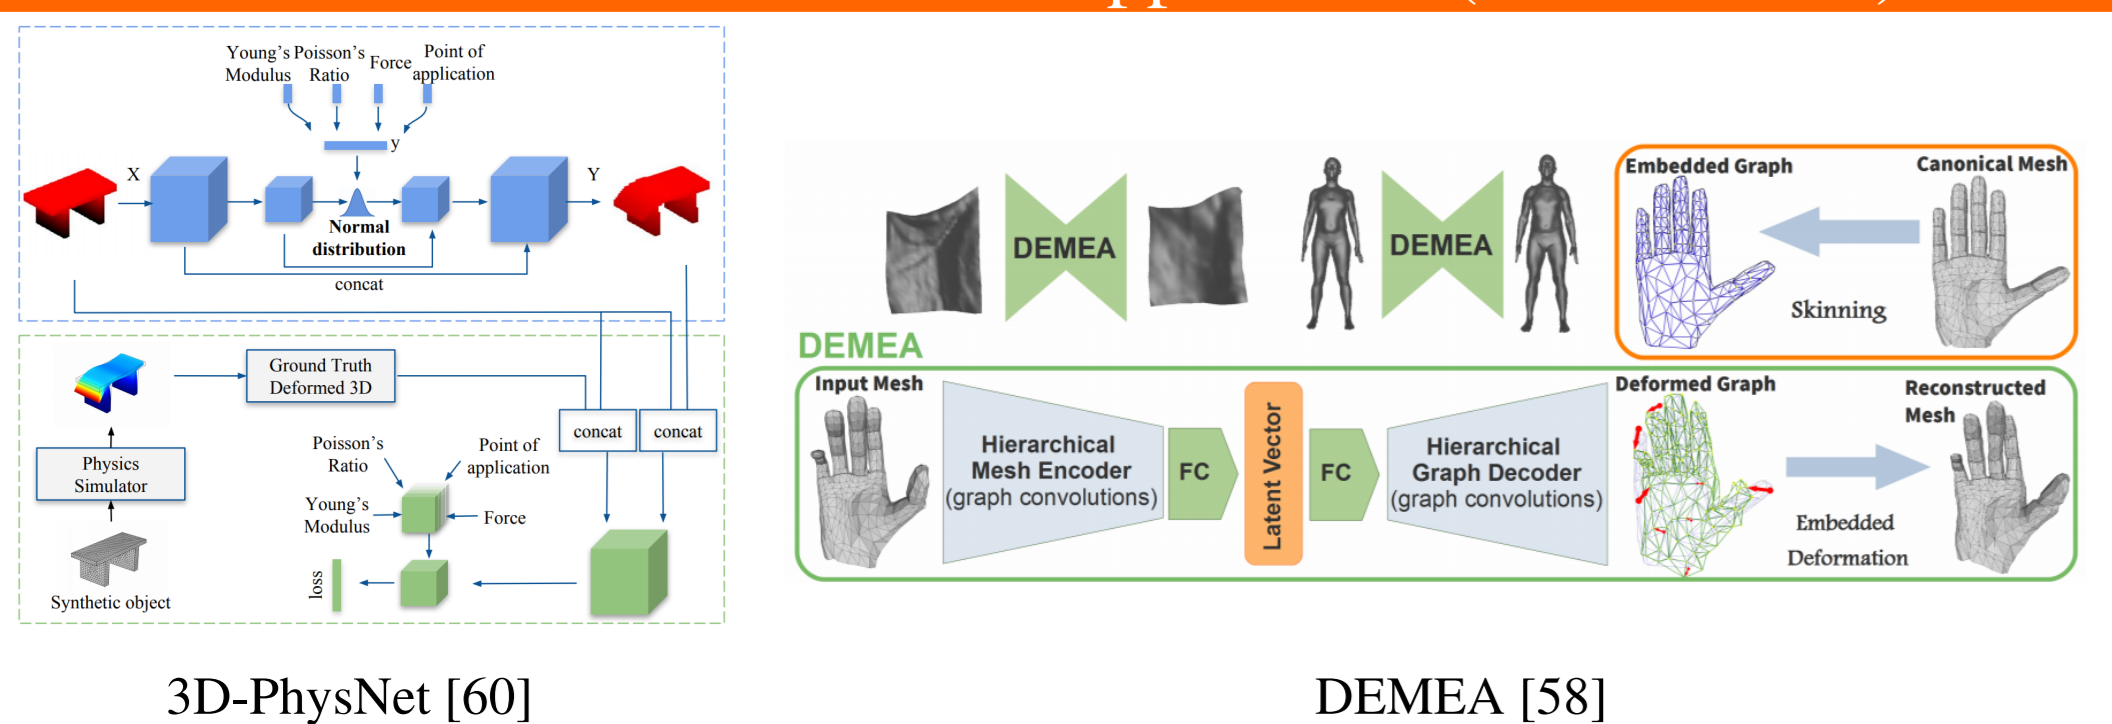 Young's Modulus
Poisson's Ratio
Force
Point of application
y
X
Y
Normal distribution
concat
Ground Truth Deformed 3D
concat
concat
Physics Simulator
Poisson's Ratio
Point of application
Young's Modulus
Force
loss
Synthetic object
3D-PhysNet [60]
DEMEA
DEMEA
Embedded Graph
Canonical Mesh
Skinning
DEMEA
Input Mesh
Hierarchical
Mesh Encoder
(graph convolutions)
FC
Latent Vector
FC
Hierarchical
Graph Decoder
(graph convolutions)
Deformed Graph
Embedded
Deformation
Reconstructed
Mesh
DEMEA [58]